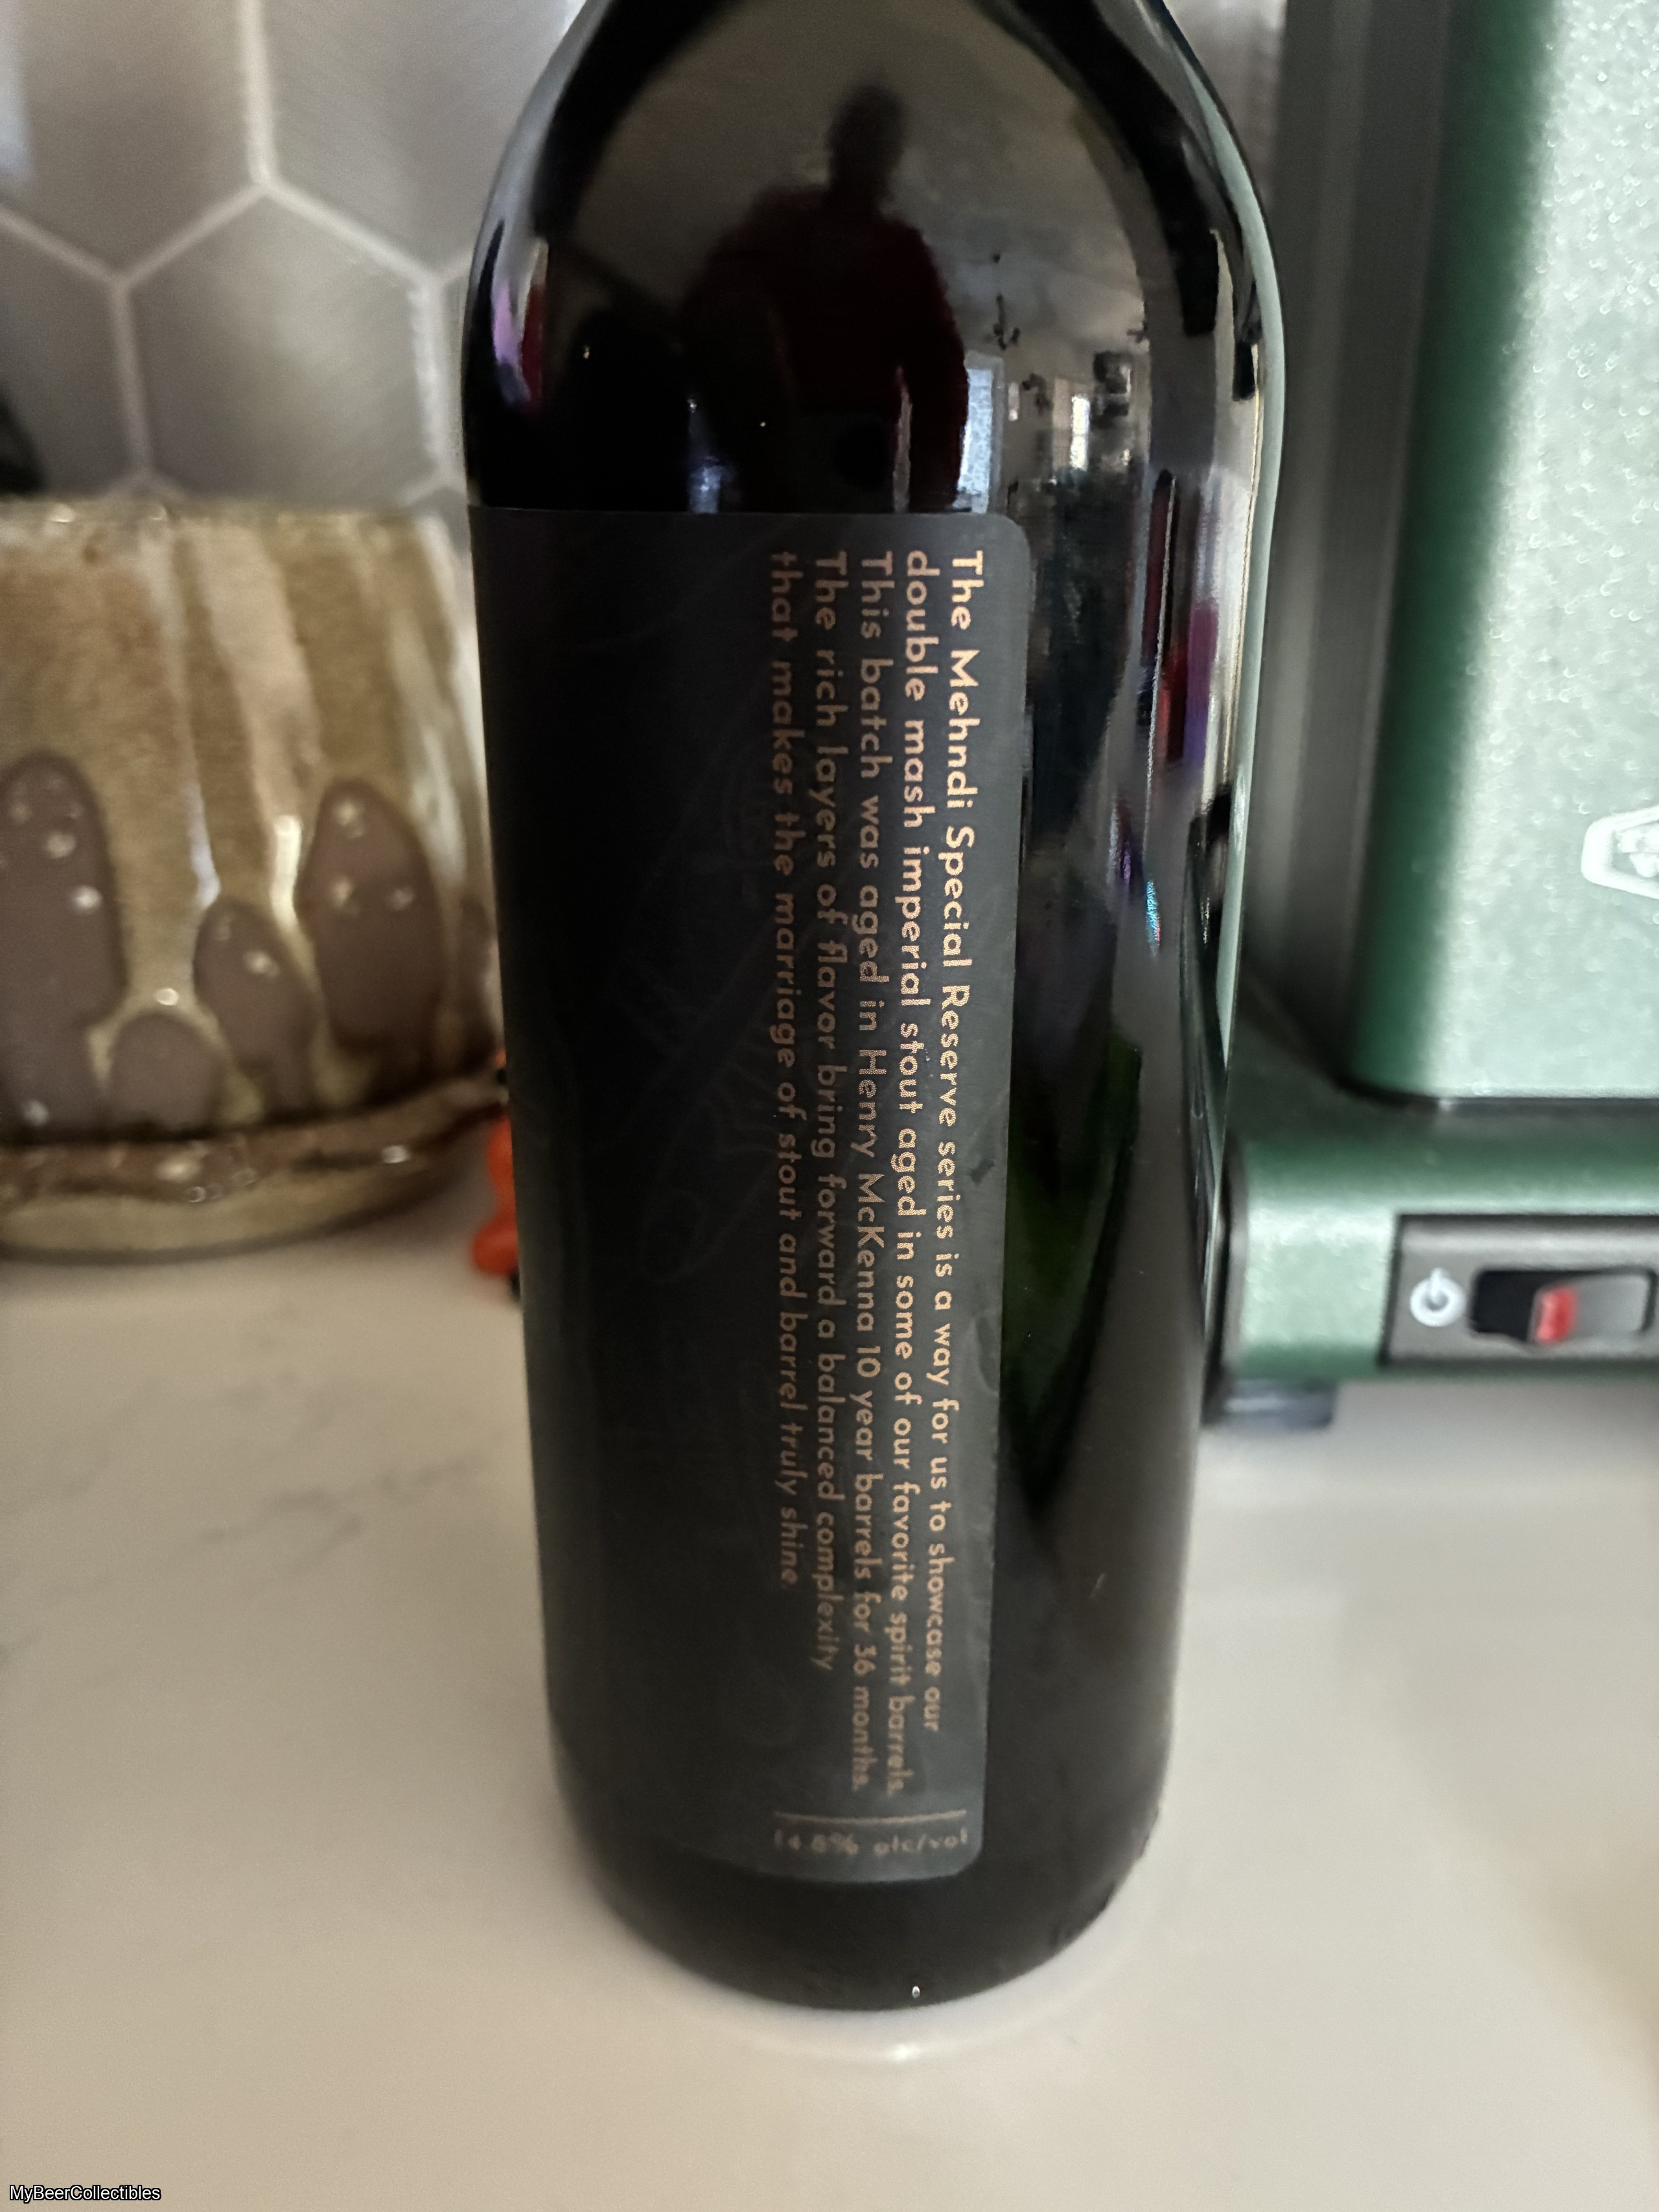 The Mehndi Special Reserve series is a way for us to showcase our
double mash imperial stout aged in some of our favorite spirit barrels.
This batch was aged in Henry McKenna 10 year barrels for 36 months.
The rich layers of flavor bring forward a balanced complexity
that makes the marriage of stout and barrel truly shine.
14.8% alc/vol
MyBeerCollectibles